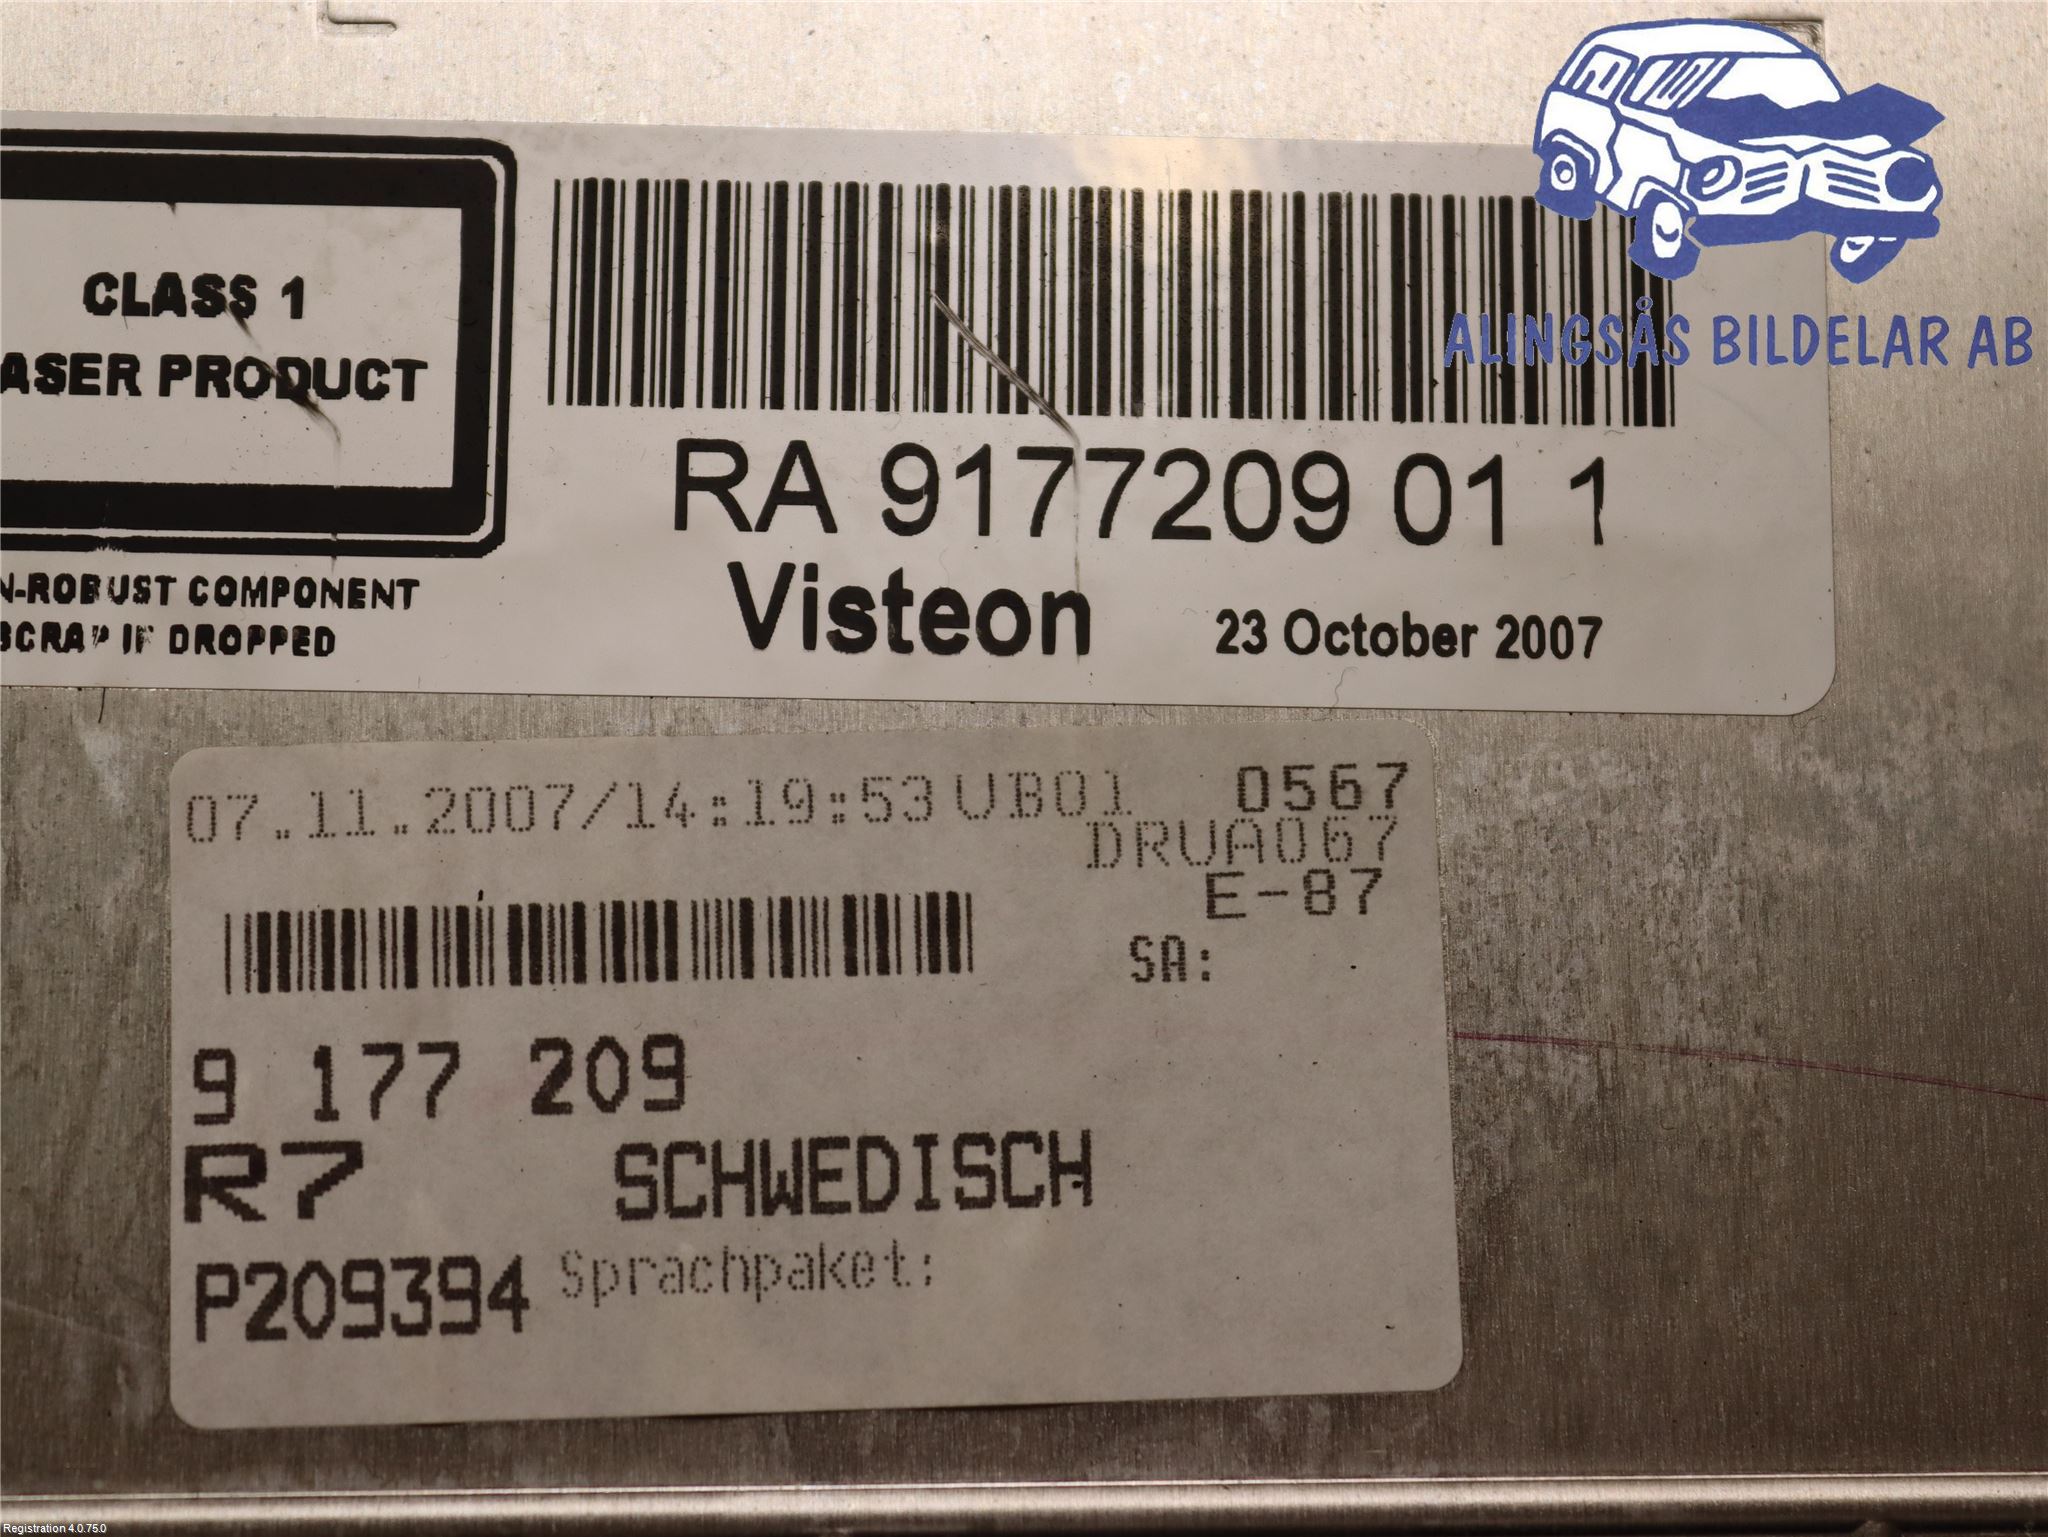 CLASS 1
ASER PRODUCT
N-ROBUST COMPONENT
SCRAP IF DROPPED
RA 9177209 01 1
Visteon 23 October 2007
ALINGSÅS BILDELAR AB
07.11.2007/14:19:53 UB01 0567
DRUA067
E-87
SA:
9 177 209
R7 SCHWEDISCH
P209394 Sprachpaket:
Registration 4.0.75.0